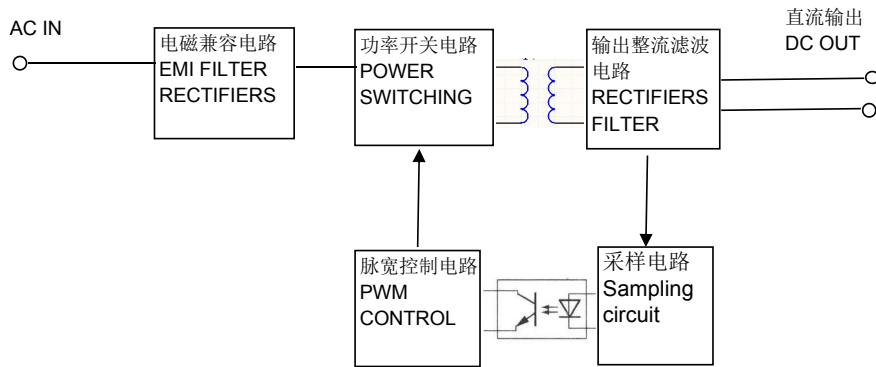 AC IN
电磁兼容电路
EMI FILTER
RECTIFIERS
功率开关电路
POWER
SWITCHING
输出整流滤波
电路
RECTIFIERS
FILTER
直流输出
DC OUT
脉宽控制电路
PWM
CONTROL
采样电路
Sampling
circuit